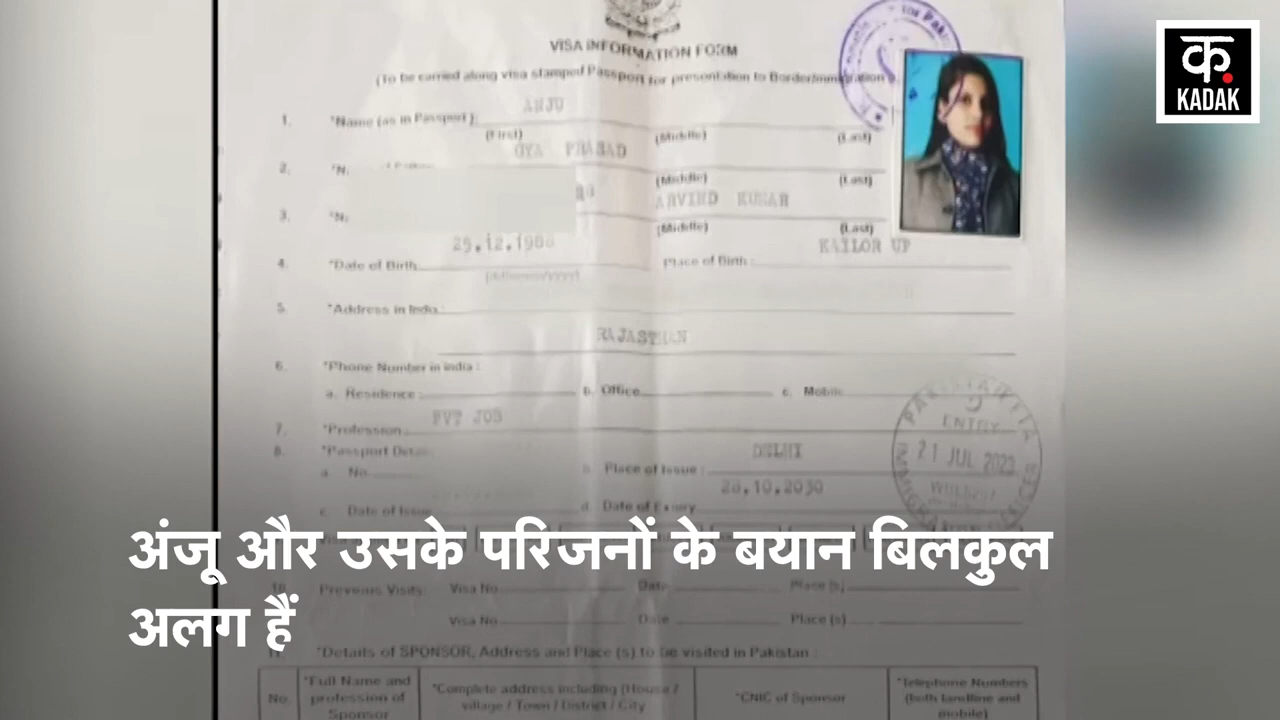 क
KADAK
VISA INFORMATION FORM
(To be carried along visa stamped Passport for presentation to Border/Immigration
ANJU
1. *Name (as in Passport):
(First) (Middle) (Last)
GYA PRASAD
2. *N.
(Middle) (Last)
ARVIND KUMAR
3. *N.
(Middle) (Last)
29.12.1988 KAILOR UP
4. *Date of Birth Place of Birth :
(dd/mm/yyyy)
5. *Address in India:
RAJASTHAN
6. *Phone Number in india :
a. Residence : b. Office c. Mobile
PVT JOB
7. *Profession
8. *Passport Deta
DELHI
a. No. b. Place of Issue :
28.10.2030
c. Date of Issue d. Date of Expiry
ENTRY
21 JUL 2023
अंजू और उसके परिजनों के बयान बिलकुल
अलग हैं
10. Previous Visits: Visa No. Date Place (s)
Visa No. Date Place (s)
*Details of SPONSOR, Address and Place (s) to be visited in Pakistan :
No. *Full Name and profession of Sponsor *Complete address including (House / village / Town / District / City *CNIC of Sponsor *Telephone Numbers (both landline and mobile)